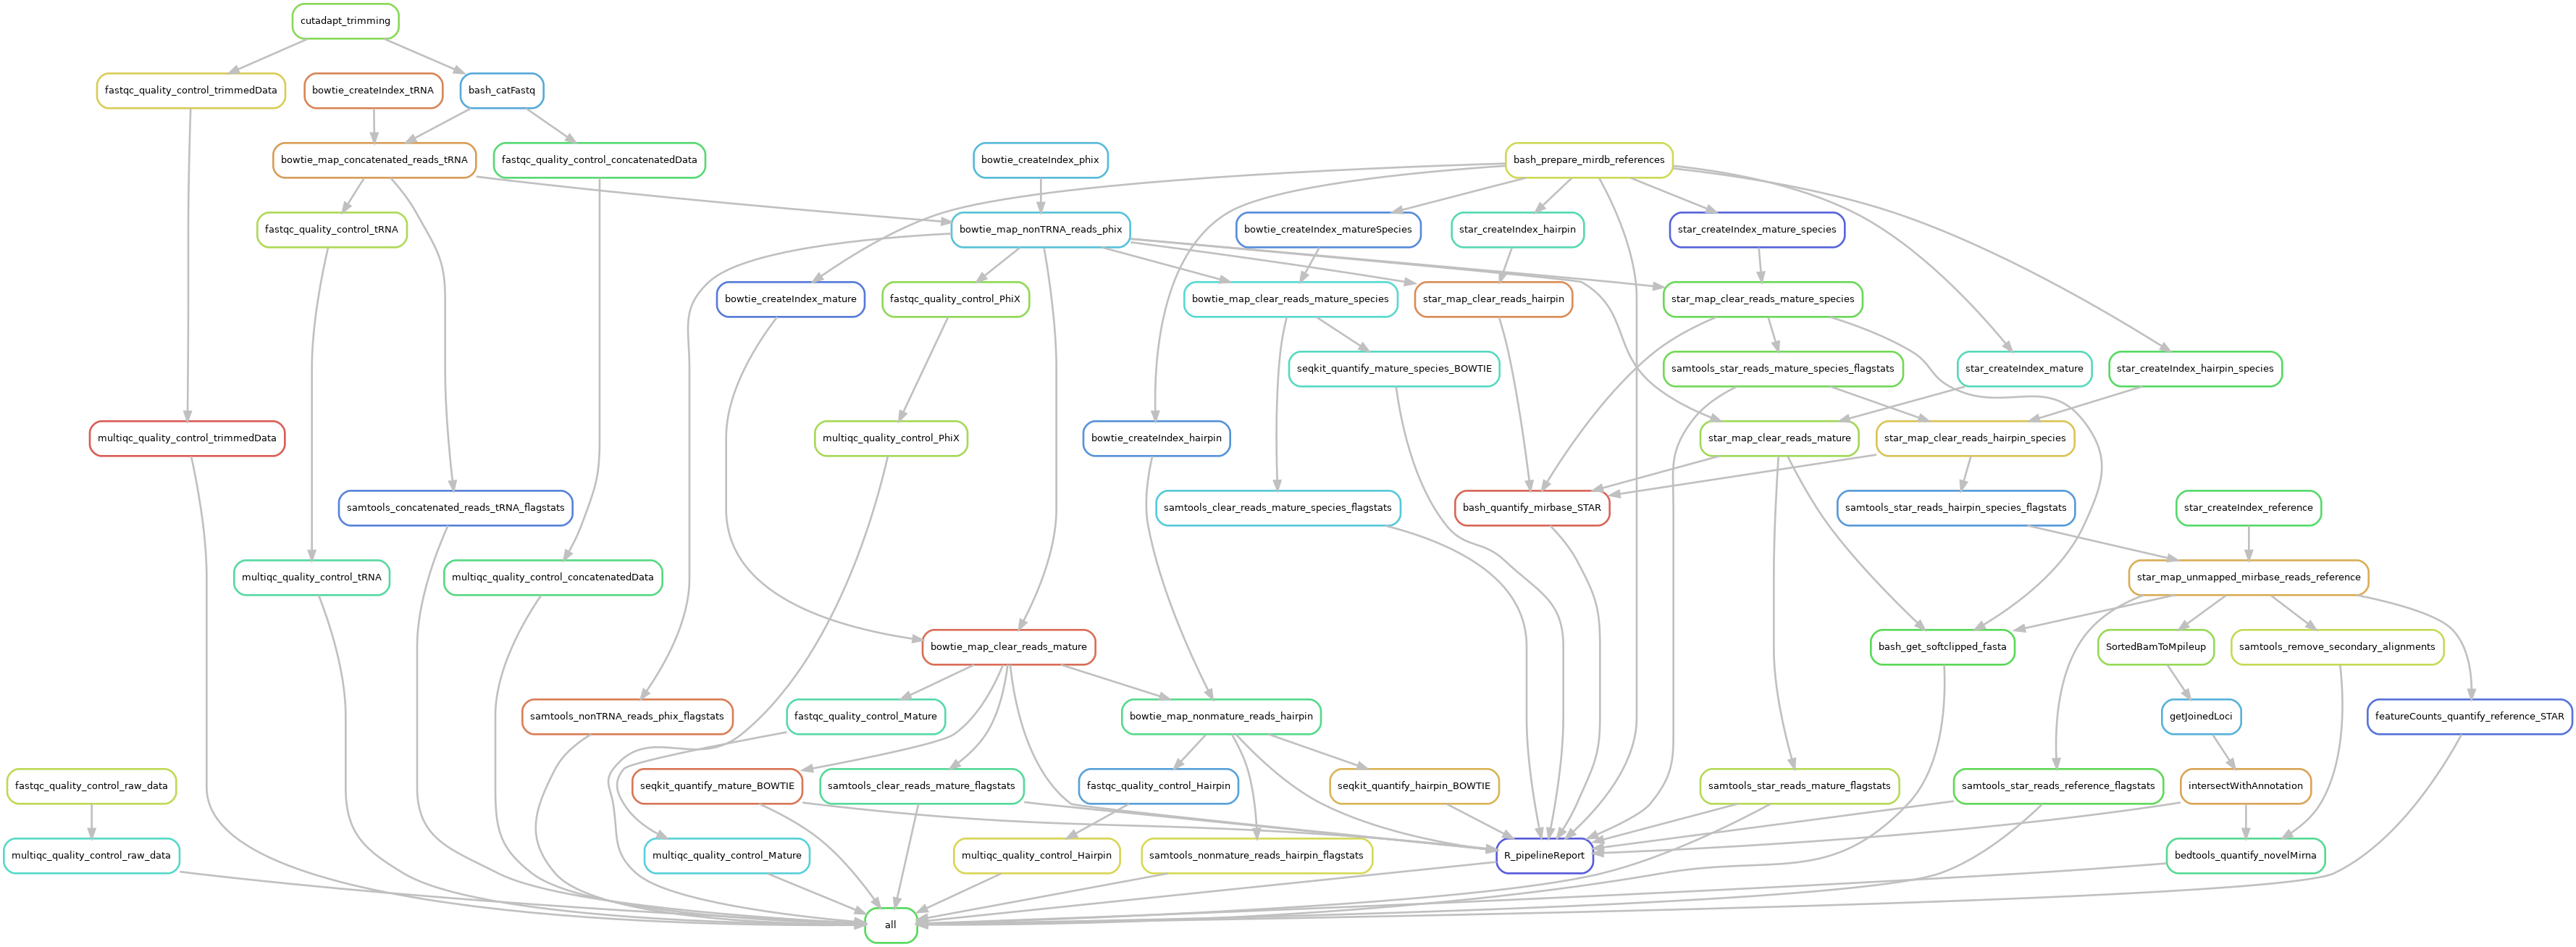 cutadapt_trimming
fastqc_quality_control_trimmedData
bowtie_createIndex_tRNA
bash_catFastq
bowtie_map_concatenated_reads_tRNA
fastqc_quality_control_concatenatedData
bowtie_createIndex_phix
bash_prepare_mirdb_references
fastqc_quality_control_tRNA
bowtie_map_nonTRNA_reads_phix
bowtie_createIndex_matureSpecies
star_createIndex_hairpin
star_createIndex_mature_species
bowtie_createIndex_mature
fastqc_quality_control_PhiX
bowtie_map_clear_reads_mature_species
star_map_clear_reads_hairpin
star_map_clear_reads_mature_species
seqkit_quantify_mature_species_BOWTIE
samtools_star_reads_mature_species_flagstats
star_createIndex_mature
star_createIndex_hairpin_species
multiqc_quality_control_trimmedData
multiqc_quality_control_PhiX
bowtie_createIndex_hairpin
star_map_clear_reads_mature
star_map_clear_reads_hairpin_species
samtools_concatenated_reads_tRNA_flagstats
samtools_clear_reads_mature_species_flagstats
bash_quantify_mirbase_STAR
samtools_star_reads_hairpin_species_flagstats
star_createIndex_reference
multiqc_quality_control_tRNA
multiqc_quality_control_concatenatedData
star_map_unmapped_mirbase_reads_reference
bowtie_map_clear_reads_mature
bash_get_softclipped_fasta
SortedBamToMpileup
samtools_remove_secondary_alignments
samtools_nonTRNA_reads_phix_flagstats
fastqc_quality_control_Mature
bowtie_map_nonmature_reads_hairpin
getJoinedLoci
featureCounts_quantify_reference_STAR
fastqc_quality_control_raw_data
seqkit_quantify_mature_BOWTIE
samtools_clear_reads_mature_flagstats
fastqc_quality_control_Hairpin
seqkit_quantify_hairpin_BOWTIE
samtools_star_reads_mature_flagstats
samtools_star_reads_reference_flagstats
intersectWithAnnotation
multiqc_quality_control_raw_data
multiqc_quality_control_Mature
multiqc_quality_control_Hairpin
samtools_nonmature_reads_hairpin_flagstats
R_pipelineReport
bedtools_quantify_novelMirna
all